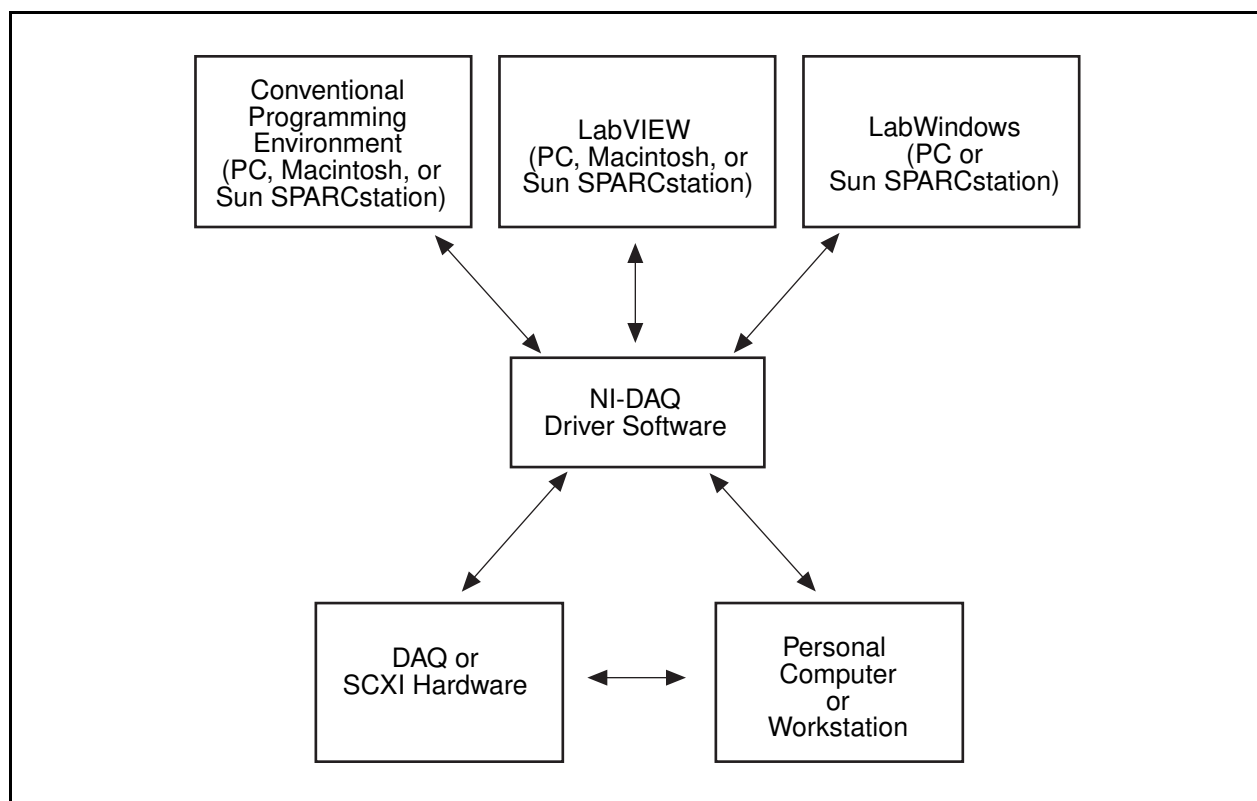 Conventional
Programming
Environment
(PC, Macintosh, or
Sun SPARCstation)
LabVIEW
(PC, Macintosh, or
Sun SPARCstation)
LabWindows
(PC or
Sun SPARCstation)
NI-DAQ
Driver Software
DAQ or
SCXI Hardware
Personal
Computer
or
Workstation